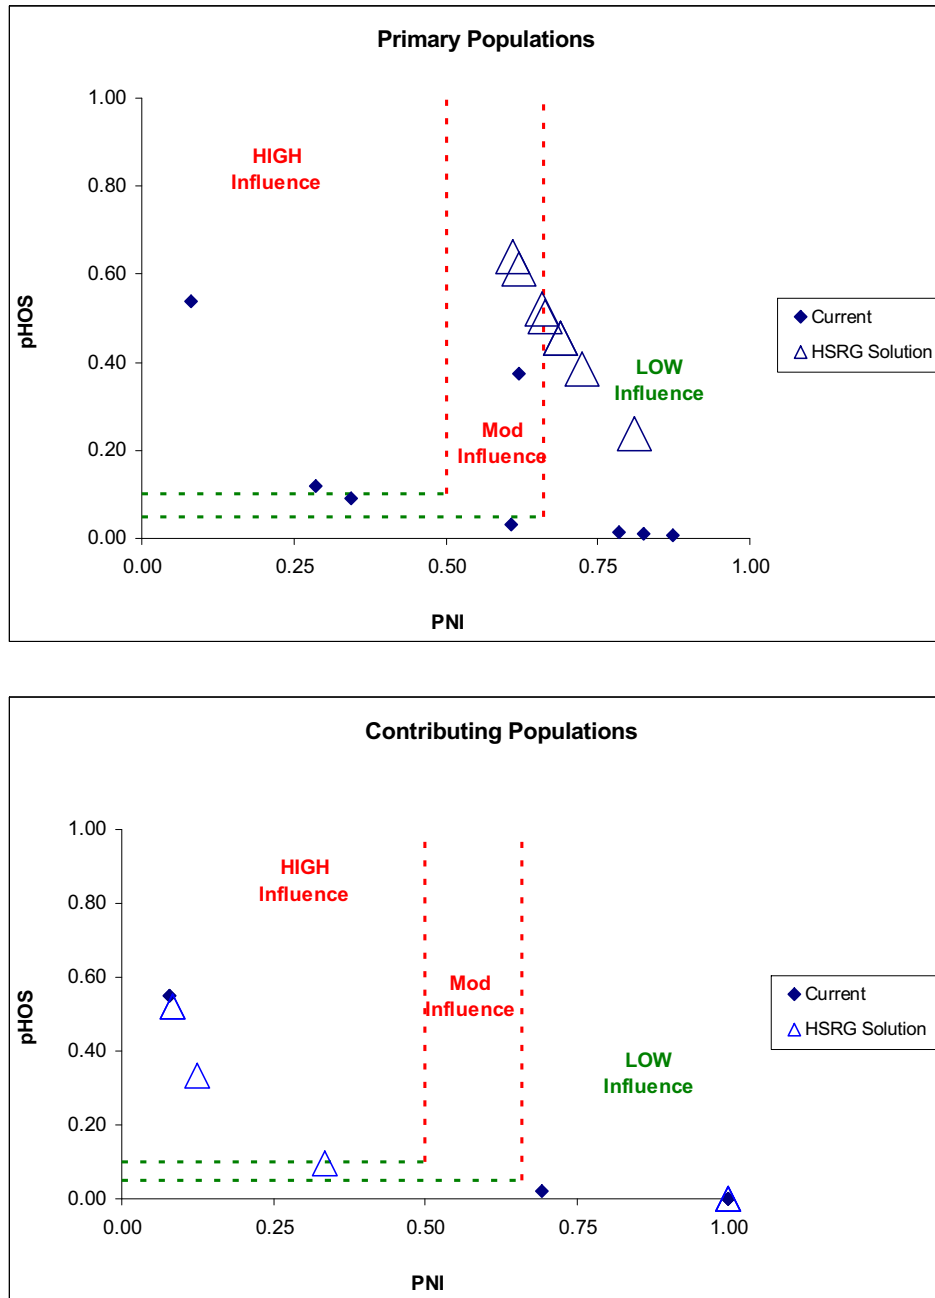 Primary Populations
1.00
0.80
0.60
0.40
0.20
0.00
pHOS
HIGH
Influence
Mod
Influence
LOW
Influence
0.00 0.25 0.50 0.75 1.00
PNI
Current
HSRG Solution
Contributing Populations
1.00
0.80
0.60
0.40
0.20
0.00
pHOS
HIGH
Influence
Mod
Influence
LOW
Influence
0.00 0.25 0.50 0.75 1.00
PNI
Current
HSRG Solution